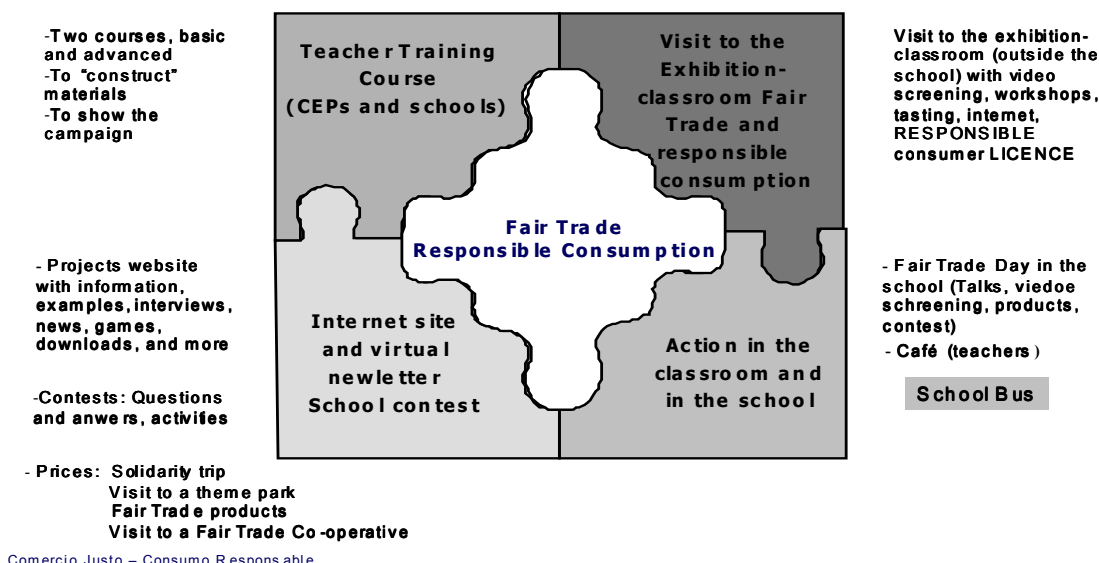 -Two courses, basic
and advanced
-To “construct”
materials
-To show the
campaign
Teacher Training
Course
(CEPs and schools)
Visit to the
Exhibition-
classroom Fair
Trade and
responsible
consumption
Visit to the exhibition-
classroom (outside the
school) with video
screening, workshops,
tasting, internet,
RESPONSIBLE
consumer LICENCE
Fair Trade
Responsible Consumption
- Projects website
with information,
examples, interviews,
news, games,
downloads, and more
-Contests: Questions
and anwers, activities
- Prices: Solidarity trip
Visit to a theme park
Fair Trade products
Visit to a Fair Trade Co-operative
Internet site
and virtual
newletter
School contest
Action in the
classroom and
in the school
- Fair Trade Day in the
school (Talks, viedoe
schreening, products,
contest)
- Café (teachers)
School Bus
Comercio Justo – Consumo Responsable